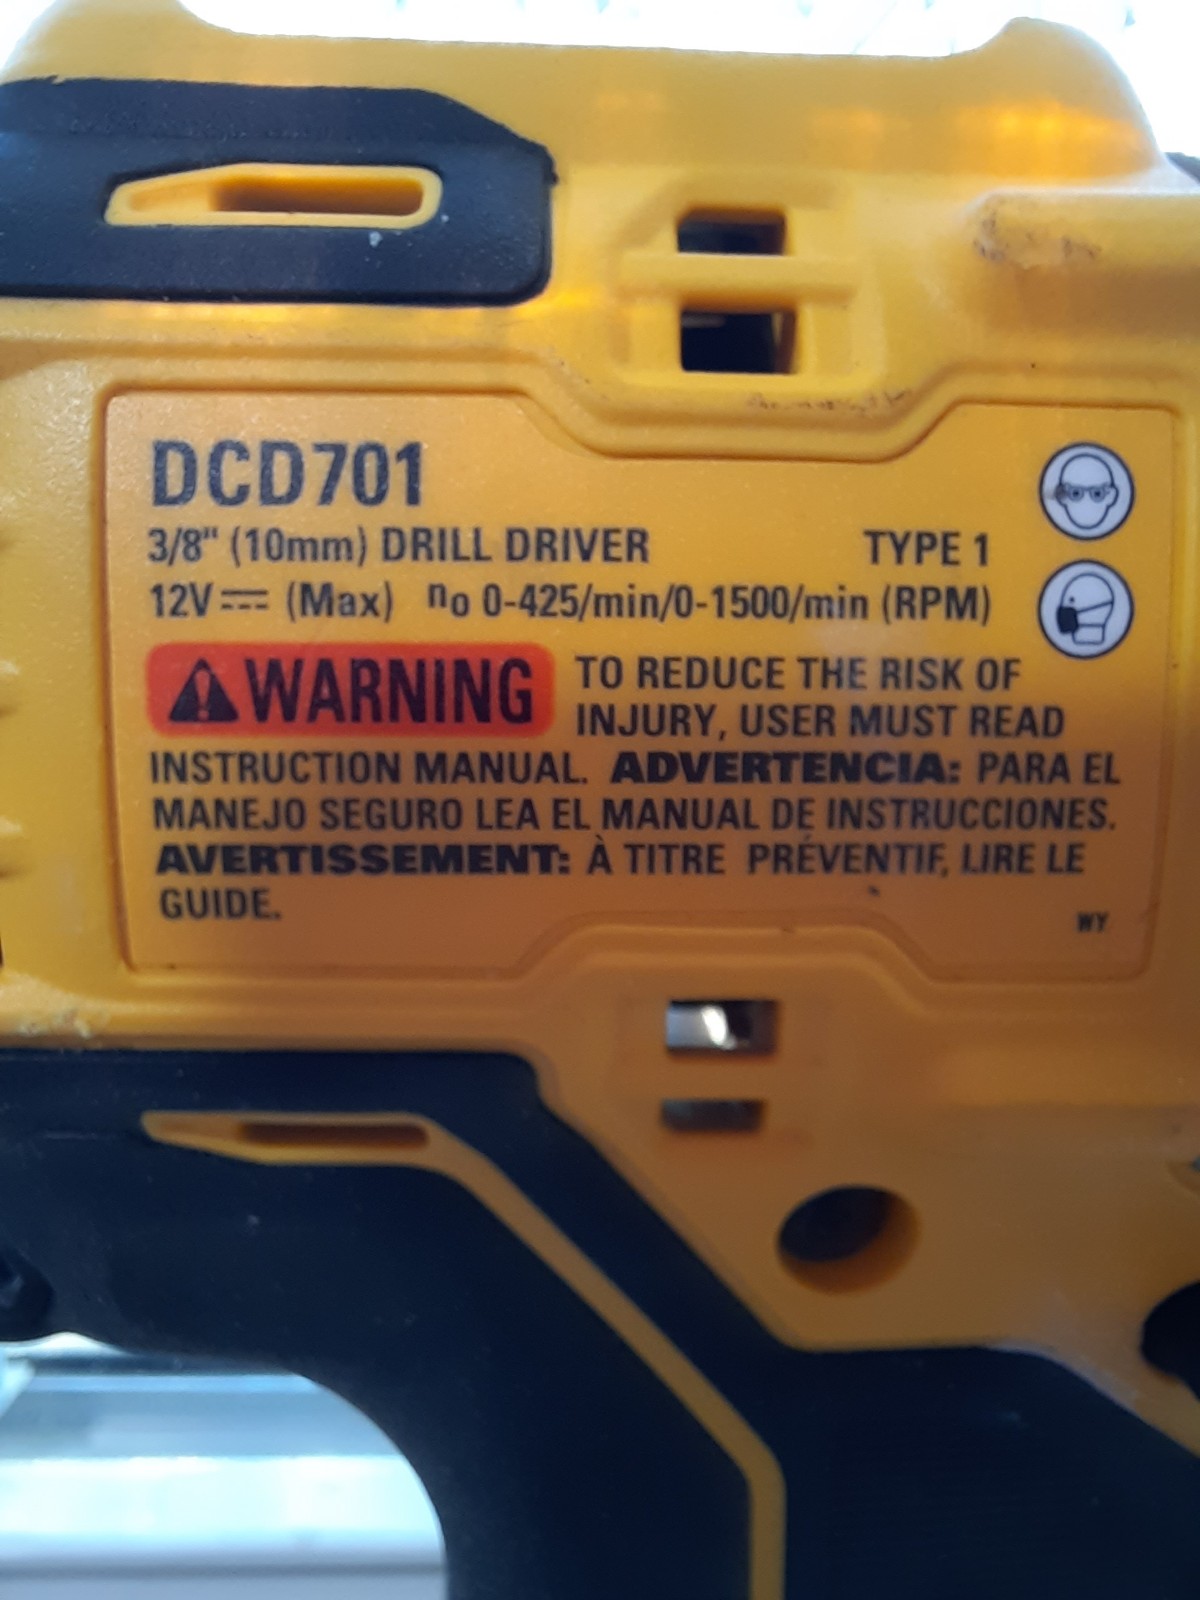 DCD701
3/8" (10mm) DRILL DRIVER TYPE 1
12V⎓ (Max) no 0-425/min/0-1500/min (RPM)
WARNING TO REDUCE THE RISK OF
INJURY, USER MUST READ
INSTRUCTION MANUAL. ADVERTENCIA: PARA EL
MANEJO SEGURO LEA EL MANUAL DE INSTRUCCIONES.
AVERTISSEMENT: À TITRE PRÉVENTIF, LIRE LE
GUIDE.
WY